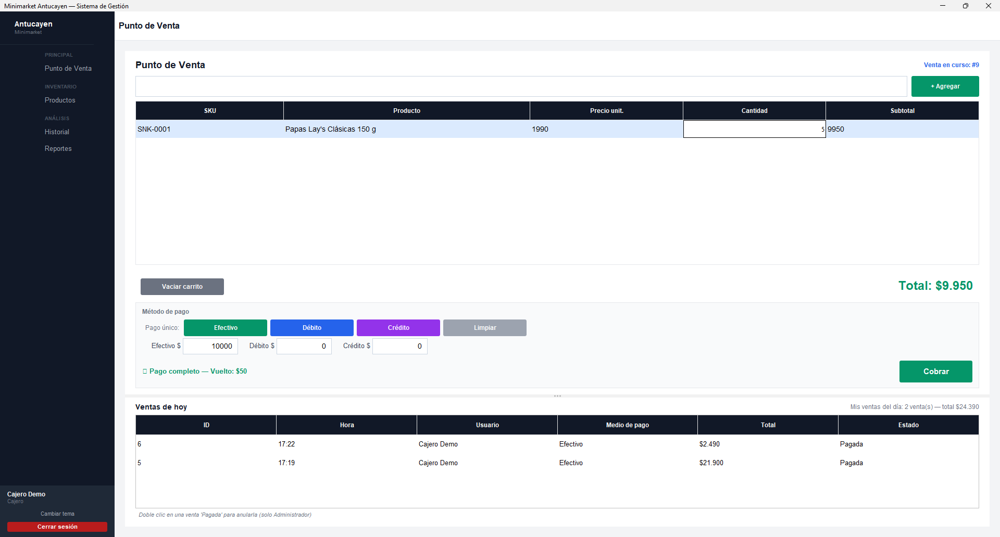 Minimarket Antucayen — Sistema de Gestión
Antucayen
Minimarket
PRINCIPAL
Punto de Venta
INVENTARIO
Productos
ANÁLISIS
Historial
Reportes
Cajero Demo
Cajero
Cambiar tema
Cerrar sesión
Punto de Venta
Punto de Venta
Venta en curso: #9
+ Agregar
SKU Producto Precio unit. Cantidad Subtotal
SNK-0001 Papas Lay's Clásicas 150 g 1990 5 9950
Vaciar carrito
Total: $9.950
Método de pago
Pago único: Efectivo Débito Crédito Limpiar
Efectivo $ 10000 Débito $ 0 Crédito $ 0
Pago completo — Vuelto: $50
Cobrar
Ventas de hoy
Mis ventas del día: 2 venta(s) — total $24.390
ID Hora Usuario Medio de pago Total Estado
6 17:22 Cajero Demo Efectivo $2.490 Pagada
5 17:19 Cajero Demo Efectivo $21.900 Pagada
Doble clic en una venta 'Pagada' para anularla (solo Administrador)